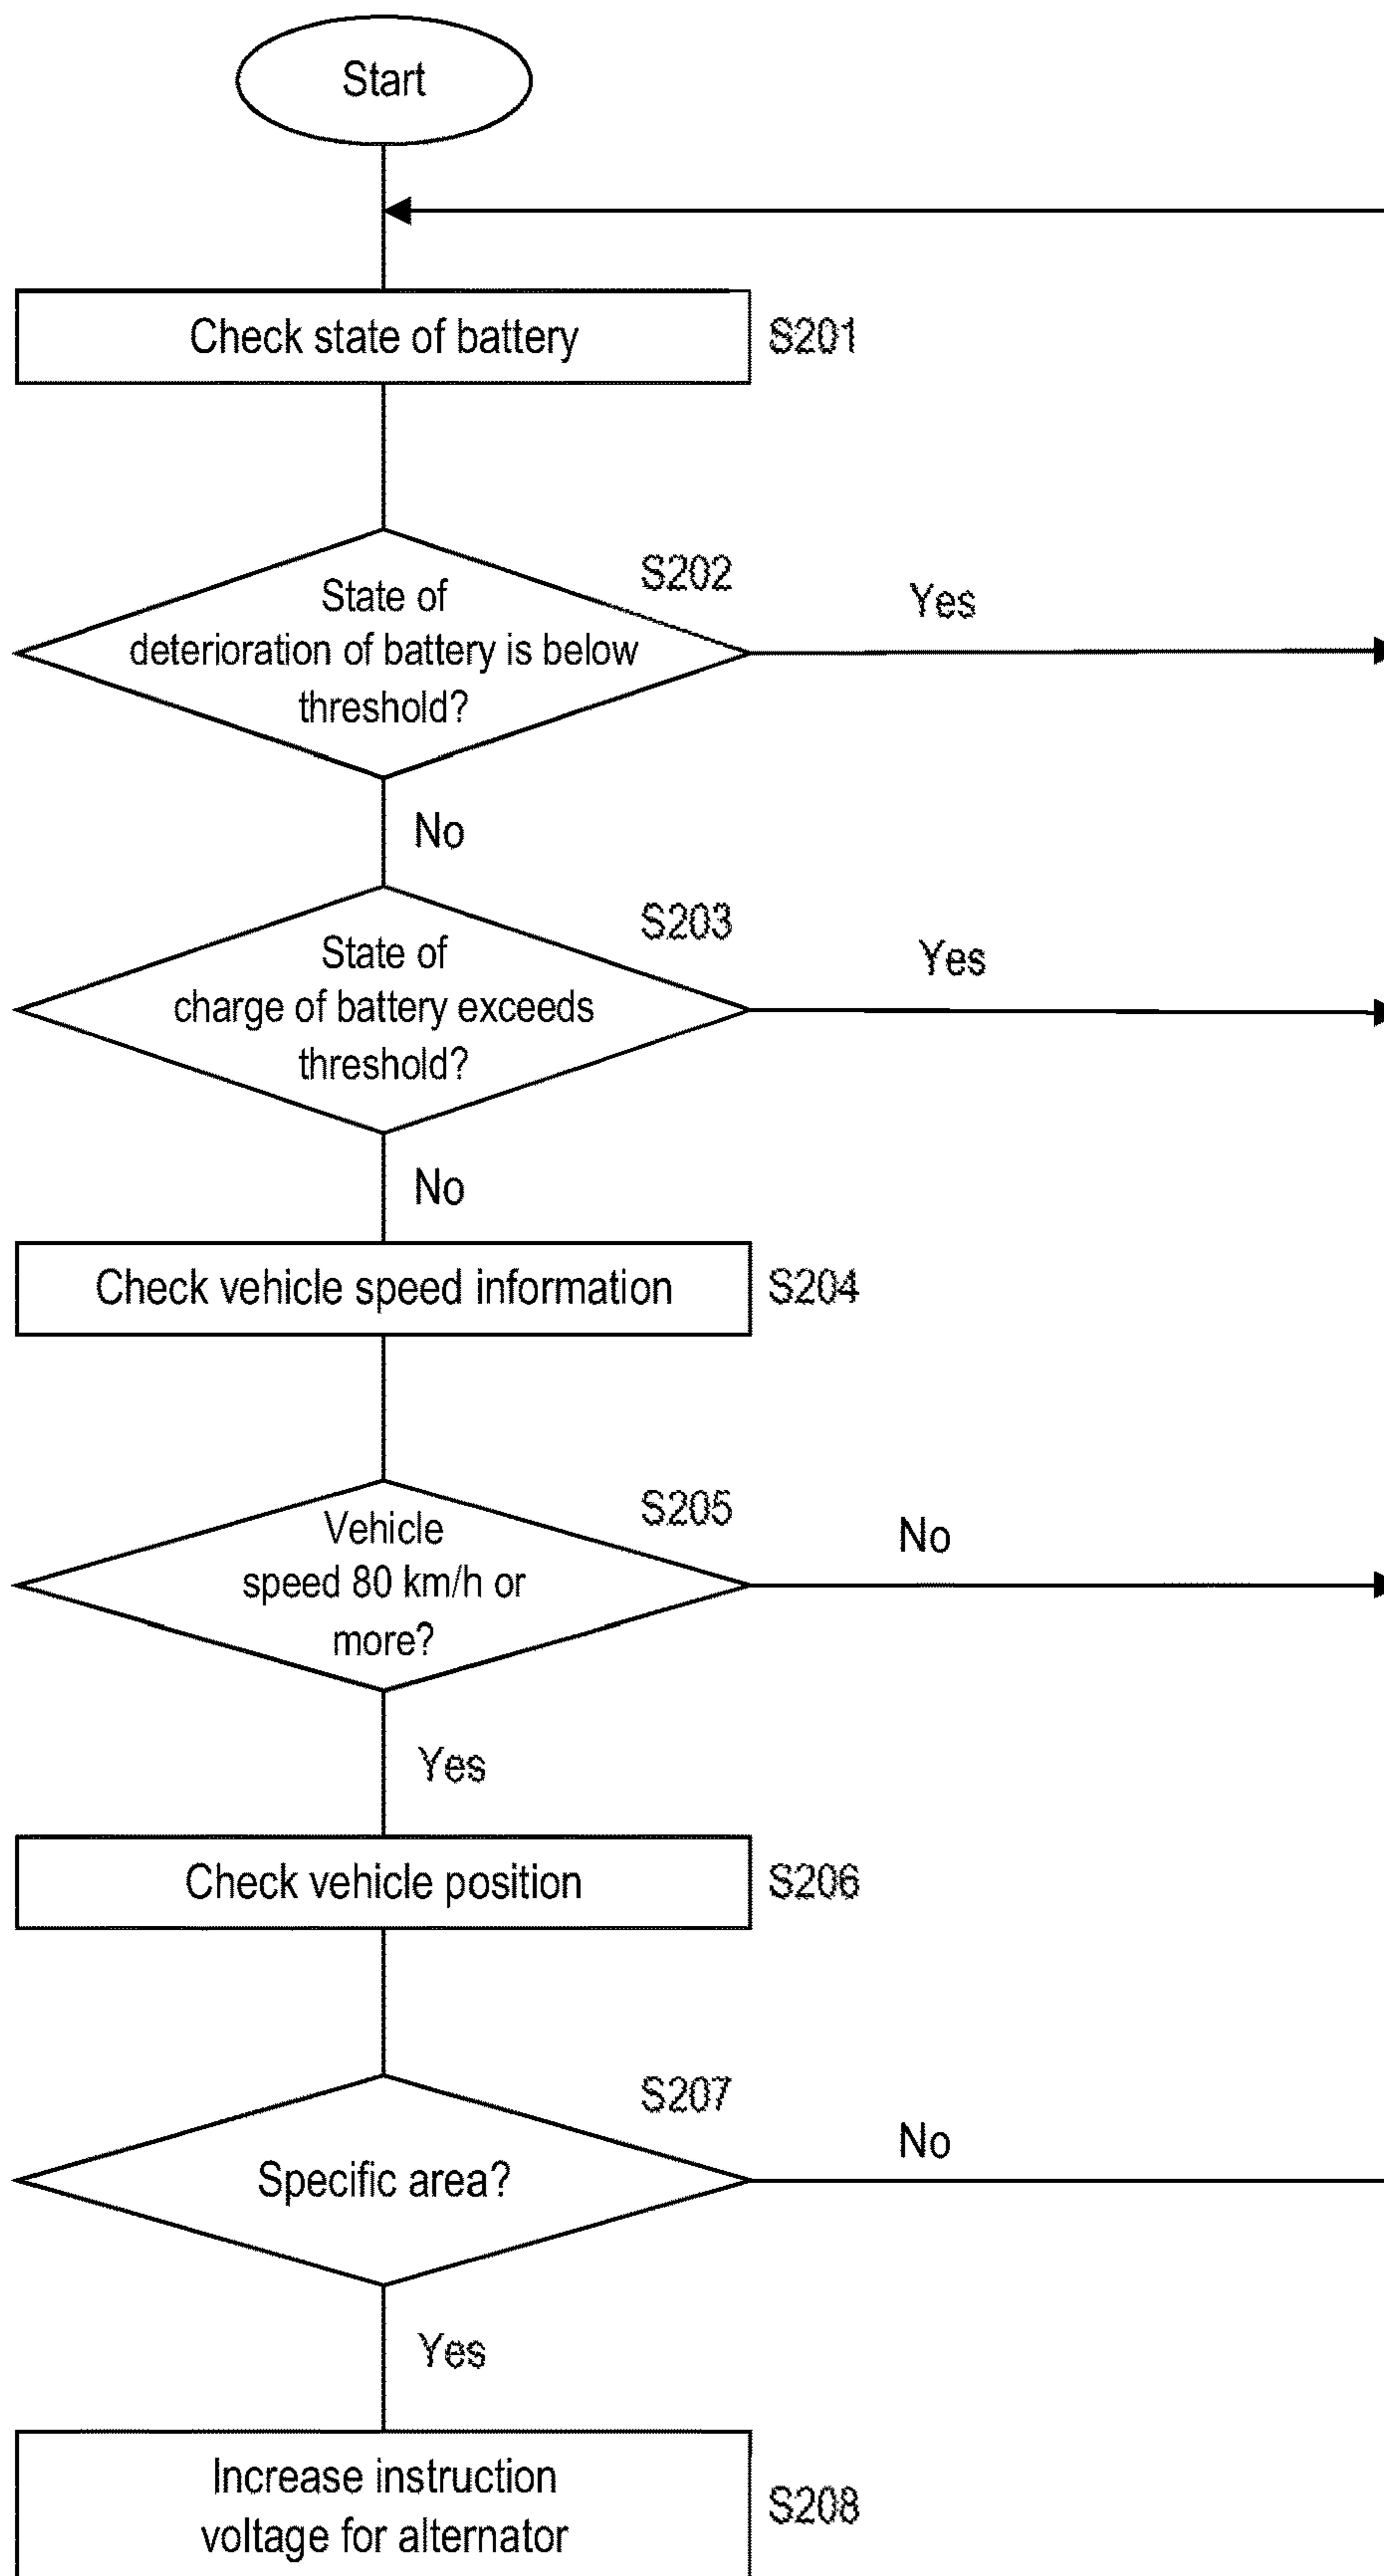 Start
Check state of battery
S201
S202
State of
deterioration of battery is below
threshold?
Yes
No
S203
State of
charge of battery exceeds
threshold?
Yes
No
Check vehicle speed information
S204
S205
Vehicle
speed 80 km/h or
more?
No
Yes
Check vehicle position
S206
S207
Specific area?
No
Yes
Increase instruction
voltage for alternator
S208